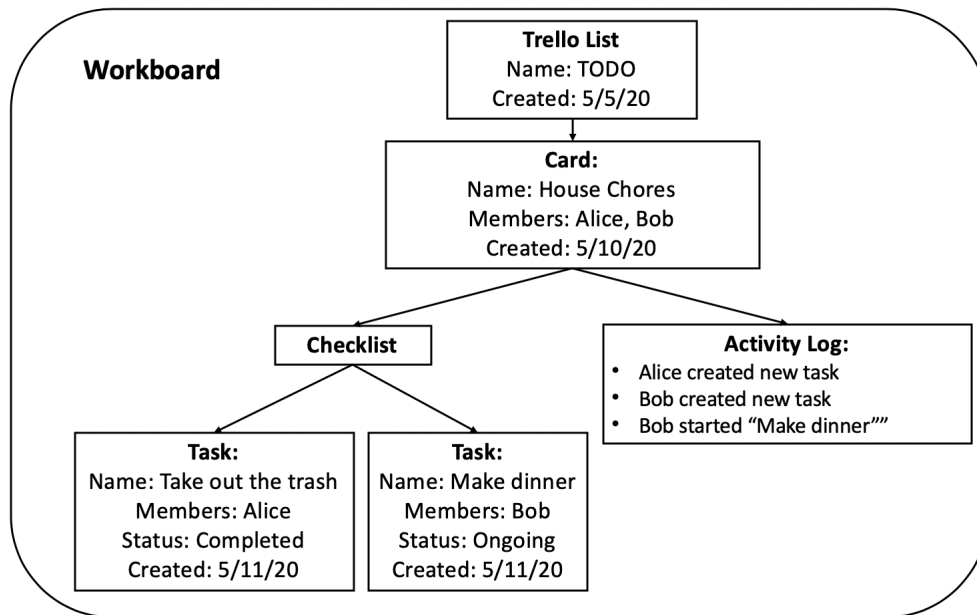 Workboard
Trello List
Name: TODO
Created: 5/5/20
Card:
Name: House Chores
Members: Alice, Bob
Created: 5/10/20
Checklist
Activity Log:
• Alice created new task
• Bob created new task
• Bob started “Make dinner””
Task:
Name: Take out the trash
Members: Alice
Status: Completed
Created: 5/11/20
Task:
Name: Make dinner
Members: Bob
Status: Ongoing
Created: 5/11/20